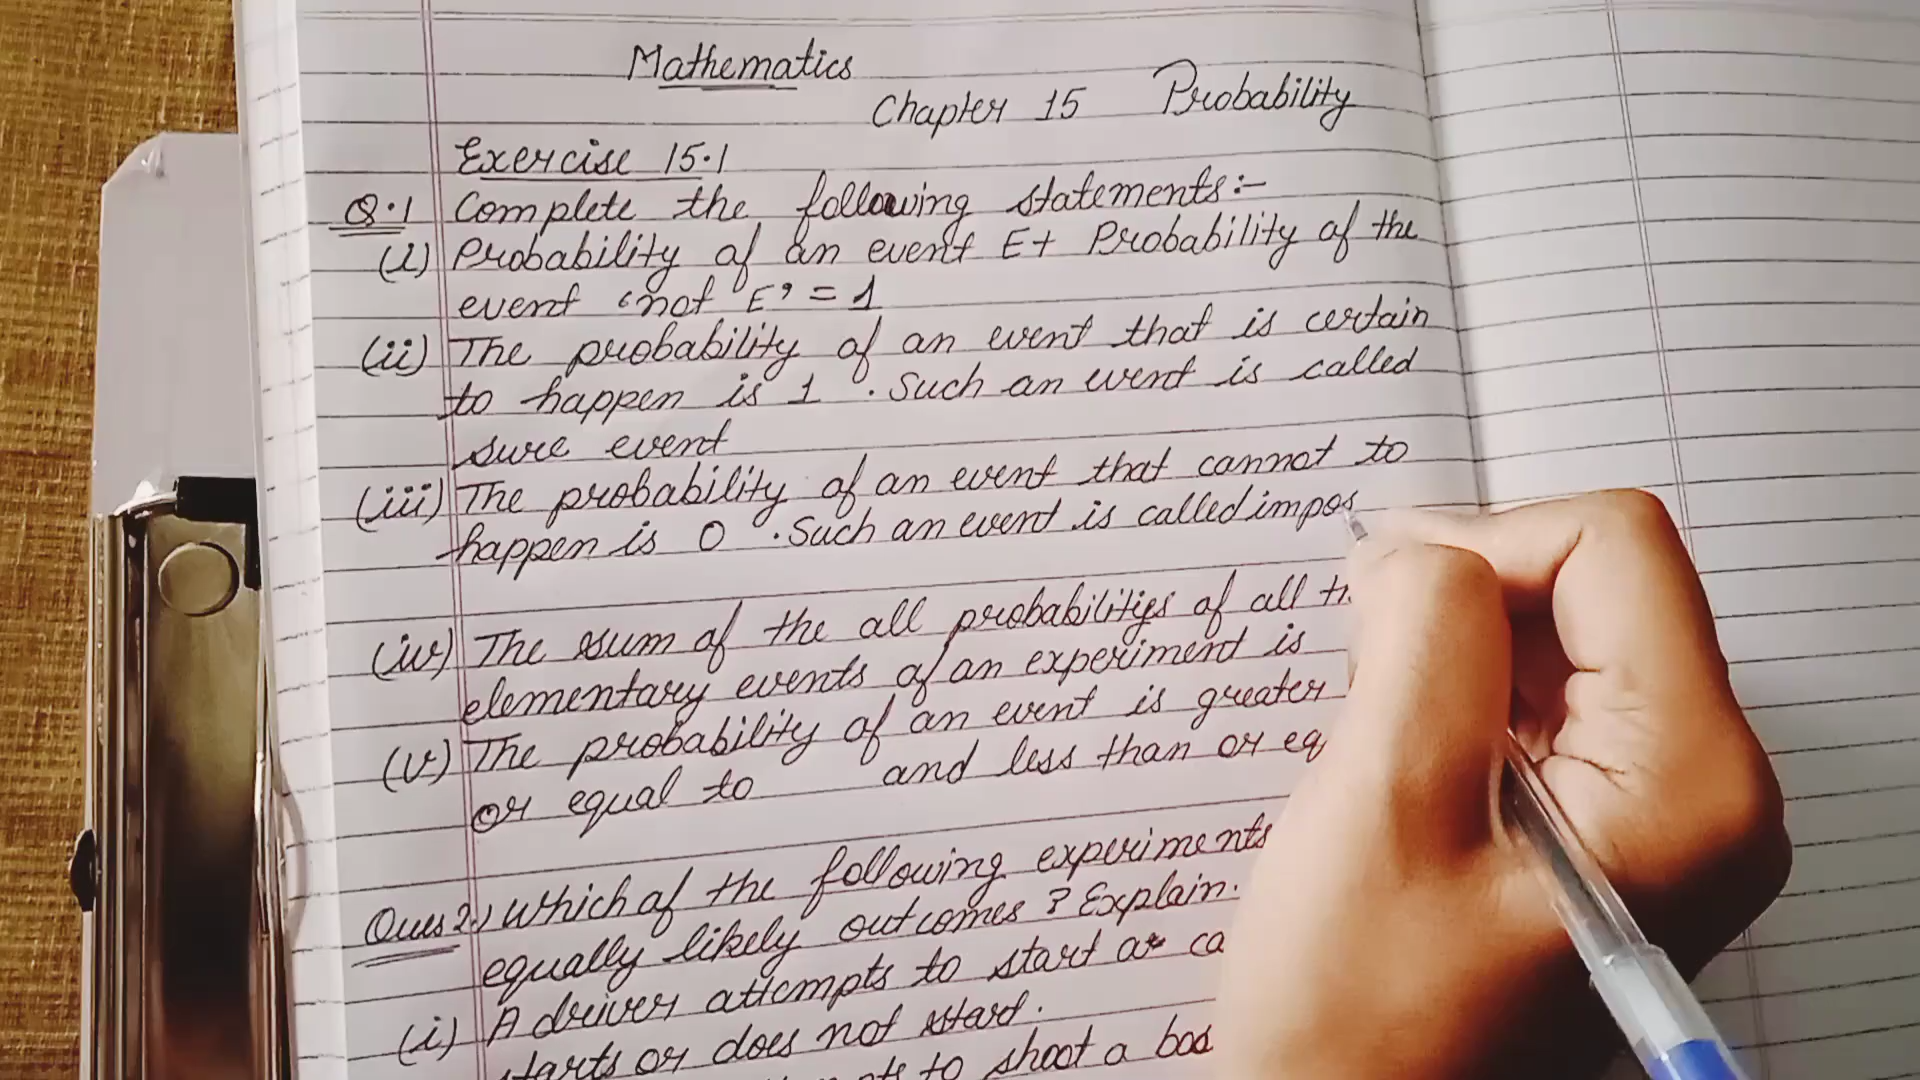 Mathematics
Chapter 15 Probability
Exercise 15.1
Q.1 Complete the following statements:-
(i) Probability of an event E+ Probability of the
event 'not E' = 1
(ii) The probability of an event that is certain
to happen is 1 . Such an event is called
sure event
(iii) The probability of an event that cannot to
happen is 0 . Such an event is called impos
(iv) The sum of the all probabilities of all
elementary events of an experiment is
(v) The probability of an event is greater
or equal to and less than or eq
Ques 2.) Which of the following experiments
equally likely outcomes ? Explain.
(i) A driver attempts to start a ca
starts or does not start.
to shoot a bas